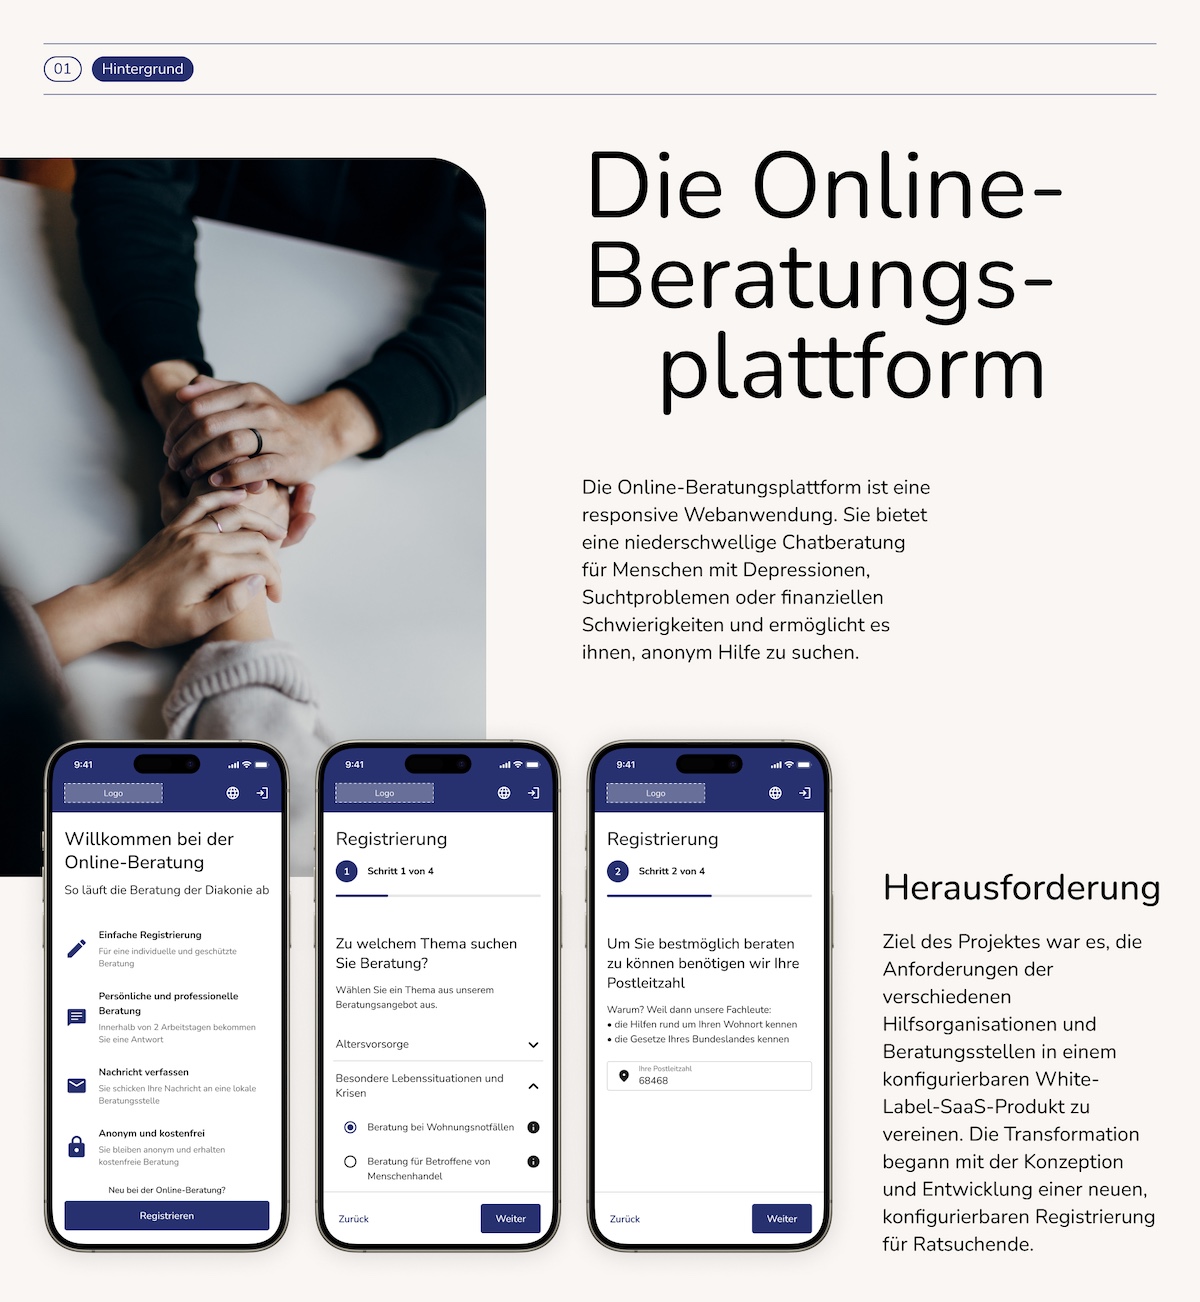 01 Hintergrund
Die Online-
Beratungs-
plattform
Die Online-Beratungsplattform ist eine
responsive Webanwendung. Sie bietet
eine niederschwellige Chatberatung
für Menschen mit Depressionen,
Suchtproblemen oder finanziellen
Schwierigkeiten und ermöglicht es
ihnen, anonym Hilfe zu suchen.
9:41
Logo
Willkommen bei der
Online-Beratung
So läuft die Beratung der Diakonie ab
Einfache Registrierung
Für eine individuelle und geschützte
Beratung
Persönliche und professionelle
Beratung
Innerhalb von 2 Arbeitstagen bekommen
Sie eine Antwort
Nachricht verfassen
Sie schicken Ihre Nachricht an eine lokale
Beratungsstelle
Anonym und kostenfrei
Sie bleiben anonym und erhalten
kostenfreie Beratung
Neu bei der Online-Beratung?
Registrieren
9:41
Logo
Registrierung
1 Schritt 1 von 4
Zu welchem Thema suchen
Sie Beratung?
Wählen Sie ein Thema aus unserem
Beratungsangebot aus.
Altersvorsorge
Besondere Lebenssituationen und
Krisen
Beratung bei Wohnungsnotfällen
Beratung für Betroffene von
Menschenhandel
Zurück Weiter
9:41
Logo
Registrierung
2 Schritt 2 von 4
Um Sie bestmöglich beraten
zu können benötigen wir Ihre
Postleitzahl
Warum? Weil dann unsere Fachleute:
• die Hilfen rund um Ihren Wohnort kennen
• die Gesetze Ihres Bundeslandes kennen
Ihre Postleitzahl
68468
Zurück Weiter
Herausforderung
Ziel des Projektes war es, die
Anforderungen der
verschiedenen
Hilfsorganisationen und
Beratungsstellen in einem
konfigurierbaren White-
Label-SaaS-Produkt zu
vereinen. Die Transformation
begann mit der Konzeption
und Entwicklung einer neuen,
konfigurierbaren Registrierung
für Ratsuchende.